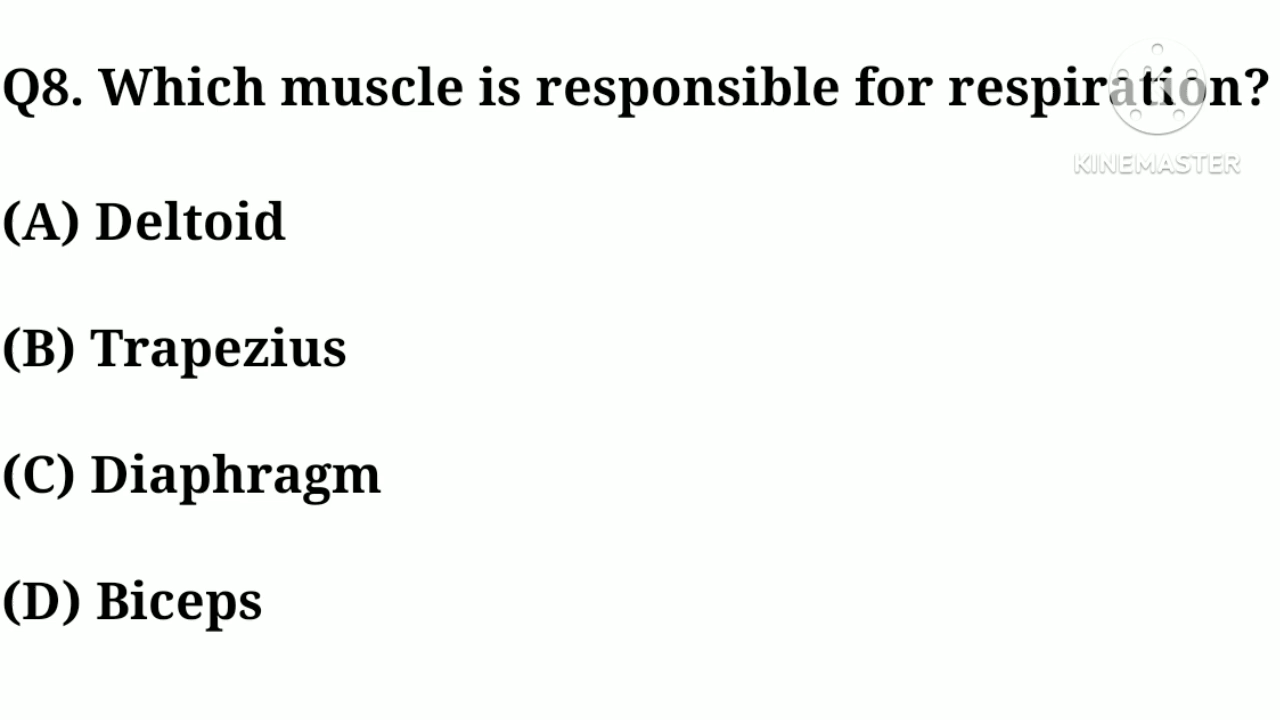 Q8. Which muscle is responsible for respiration?
KINEMASTER
(A) Deltoid
(B) Trapezius
(C) Diaphragm
(D) Biceps